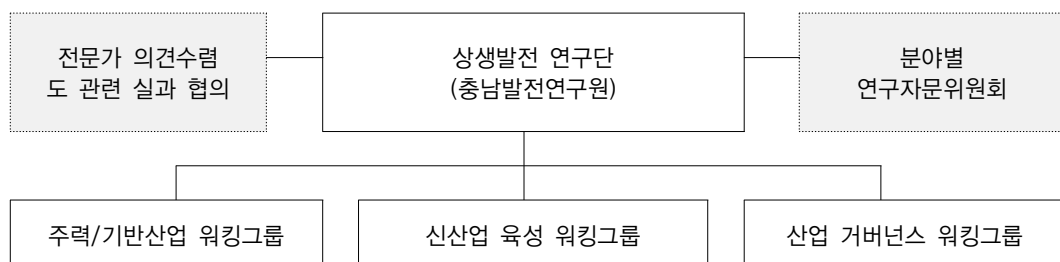 전문가 의견수렴
도 관련 실과 협의
상생발전 연구단
(충남발전연구원)
분야별
연구자문위원회
주력/기반산업 워킹그룹
신산업 육성 워킹그룹
산업 거버넌스 워킹그룹